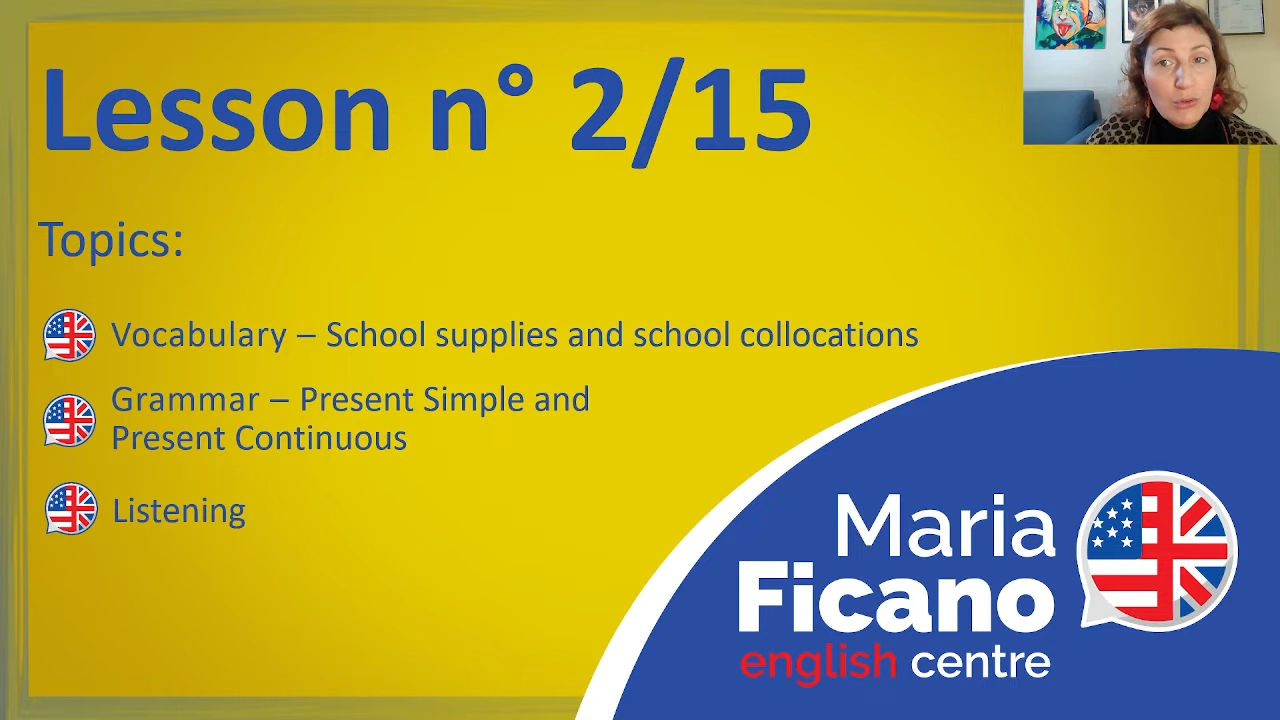 Lesson n° 2/15
Topics:
Vocabulary – School supplies and school collocations
Grammar – Present Simple and
Present Continuous
Listening
Maria
Ficano
english centre